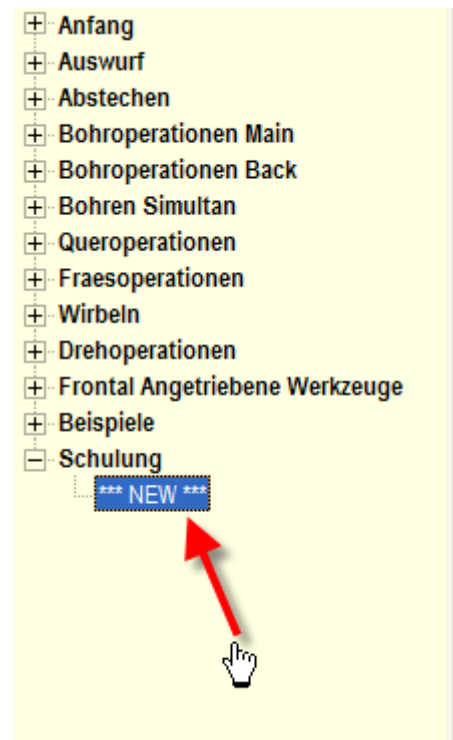 Anfang
Auswurf
Abstechen
Bohroperationen Main
Bohroperationen Back
Bohren Simultan
Queroperationen
Fraesoperationen
Wirbeln
Drehoperationen
Frontal Angetriebene Werkzeuge
Beispiele
Schulung
*** NEW ***